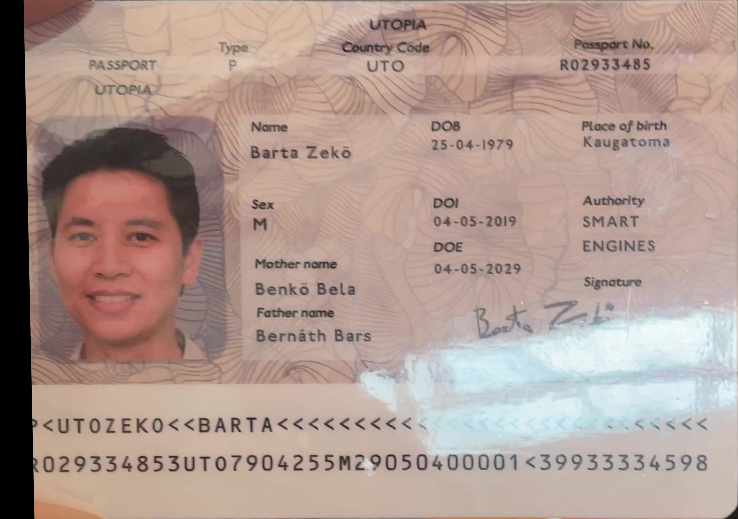 UTOPIA
PASSPORT Type Country Code Passport No.
UTOPIA P UTO R02933485
Name DOB Place of birth
Barta Zekö 25-04-1979 Kaugatoma
Sex DOI Authority
M 04-05-2019 SMART
DOE ENGINES
Mother name 04-05-2029 Signature
Benkö Bela
Father name
Bernáth Bars
Barta Zekö
P<UTOZEKO<<BARTA<<<<<<<<<<<<<<<<<<<<<<<<<<<<
R029334853UTO7904255M29050400001<39933334598